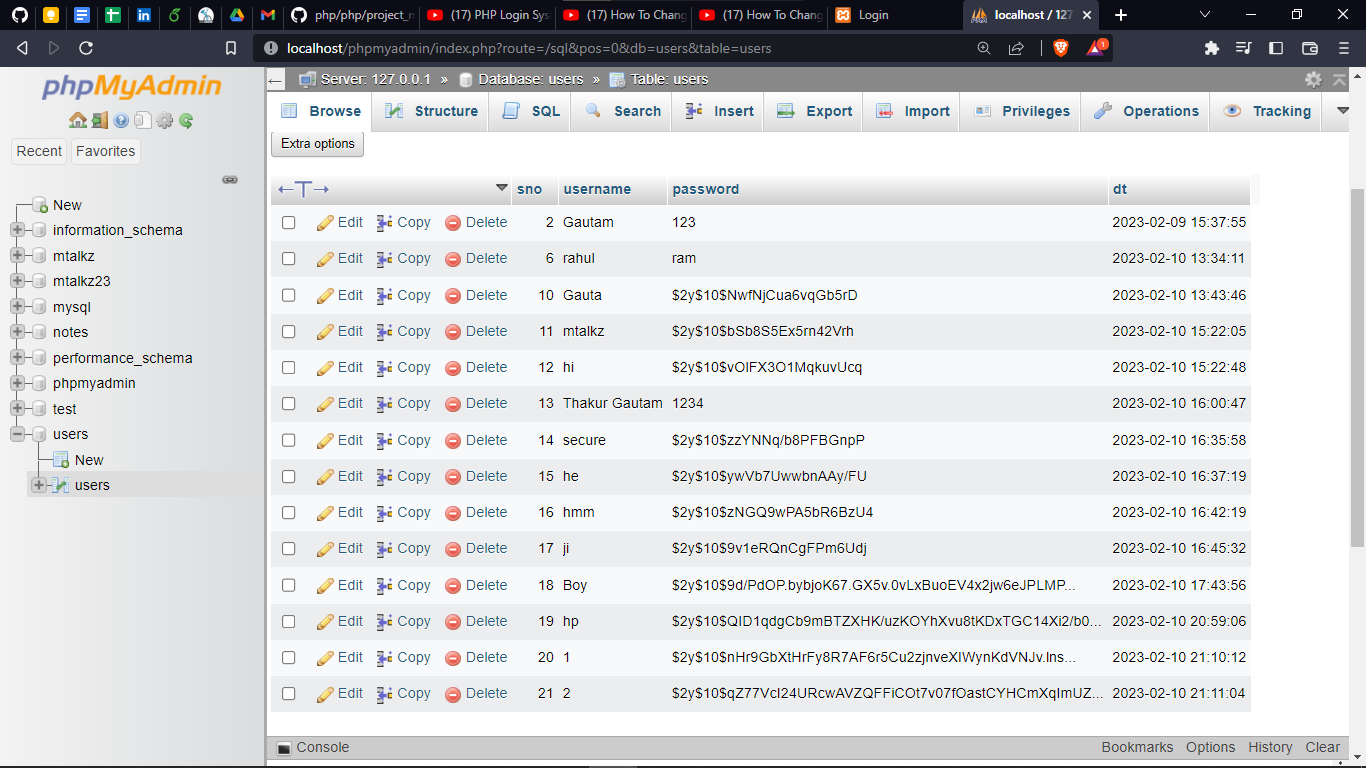 php/php/project_n
(17) PHP Login Sys
(17) How To Chang
(17) How To Chang
Login
localhost / 127
localhost/phpmyadmin/index.php?route=/sql&pos=0&db=users&table=users
1
phpMyAdmin
Recent Favorites
New
information_schema
mtalkz
mtalkz23
mysql
notes
performance_schema
phpmyadmin
test
users
New
users
Server: 127.0.0.1 » Database: users » Table: users
Browse Structure SQL Search Insert Export Import Privileges Operations Tracking
Extra options
sno username password dt
Edit Copy Delete 2 Gautam 123 2023-02-09 15:37:55
Edit Copy Delete 6 rahul ram 2023-02-10 13:34:11
Edit Copy Delete 10 Gauta $2y$10$NwfNjCua6vqGb5rD 2023-02-10 13:43:46
Edit Copy Delete 11 mtalkz $2y$10$bSb8S5Ex5rn42Vrh 2023-02-10 15:22:05
Edit Copy Delete 12 hi $2y$10$vOlFX3O1MqkuvUcq 2023-02-10 15:22:48
Edit Copy Delete 13 Thakur Gautam 1234 2023-02-10 16:00:47
Edit Copy Delete 14 secure $2y$10$zzYNNq/b8PFBGnpP 2023-02-10 16:35:58
Edit Copy Delete 15 he $2y$10$ywVb7UwwbnAAy/FU 2023-02-10 16:37:19
Edit Copy Delete 16 hmm $2y$10$zNGQ9wPA5bR6BzU4 2023-02-10 16:42:19
Edit Copy Delete 17 ji $2y$10$9v1eRQnCgFPm6Udj 2023-02-10 16:45:32
Edit Copy Delete 18 Boy $2y$10$9d/PdOP.bybjoK67.GX5v.0vLxBuoEV4x2jw6eJPLMP... 2023-02-10 17:43:56
Edit Copy Delete 19 hp $2y$10$QID1qdgCb9mBTZXHK/uzKOYhXvu8tKDxTGC14Xi2/b0... 2023-02-10 20:59:06
Edit Copy Delete 20 1 $2y$10$nHr9GbXtHrFy8R7AF6r5Cu2zjnveXIWynKdVNJv.Ins... 2023-02-10 21:10:12
Edit Copy Delete 21 2 $2y$10$qZ77VcI24URcwAVZQFFiCOt7v07fOastCYHCmXqImUZ... 2023-02-10 21:11:04
Console Bookmarks Options History Clear